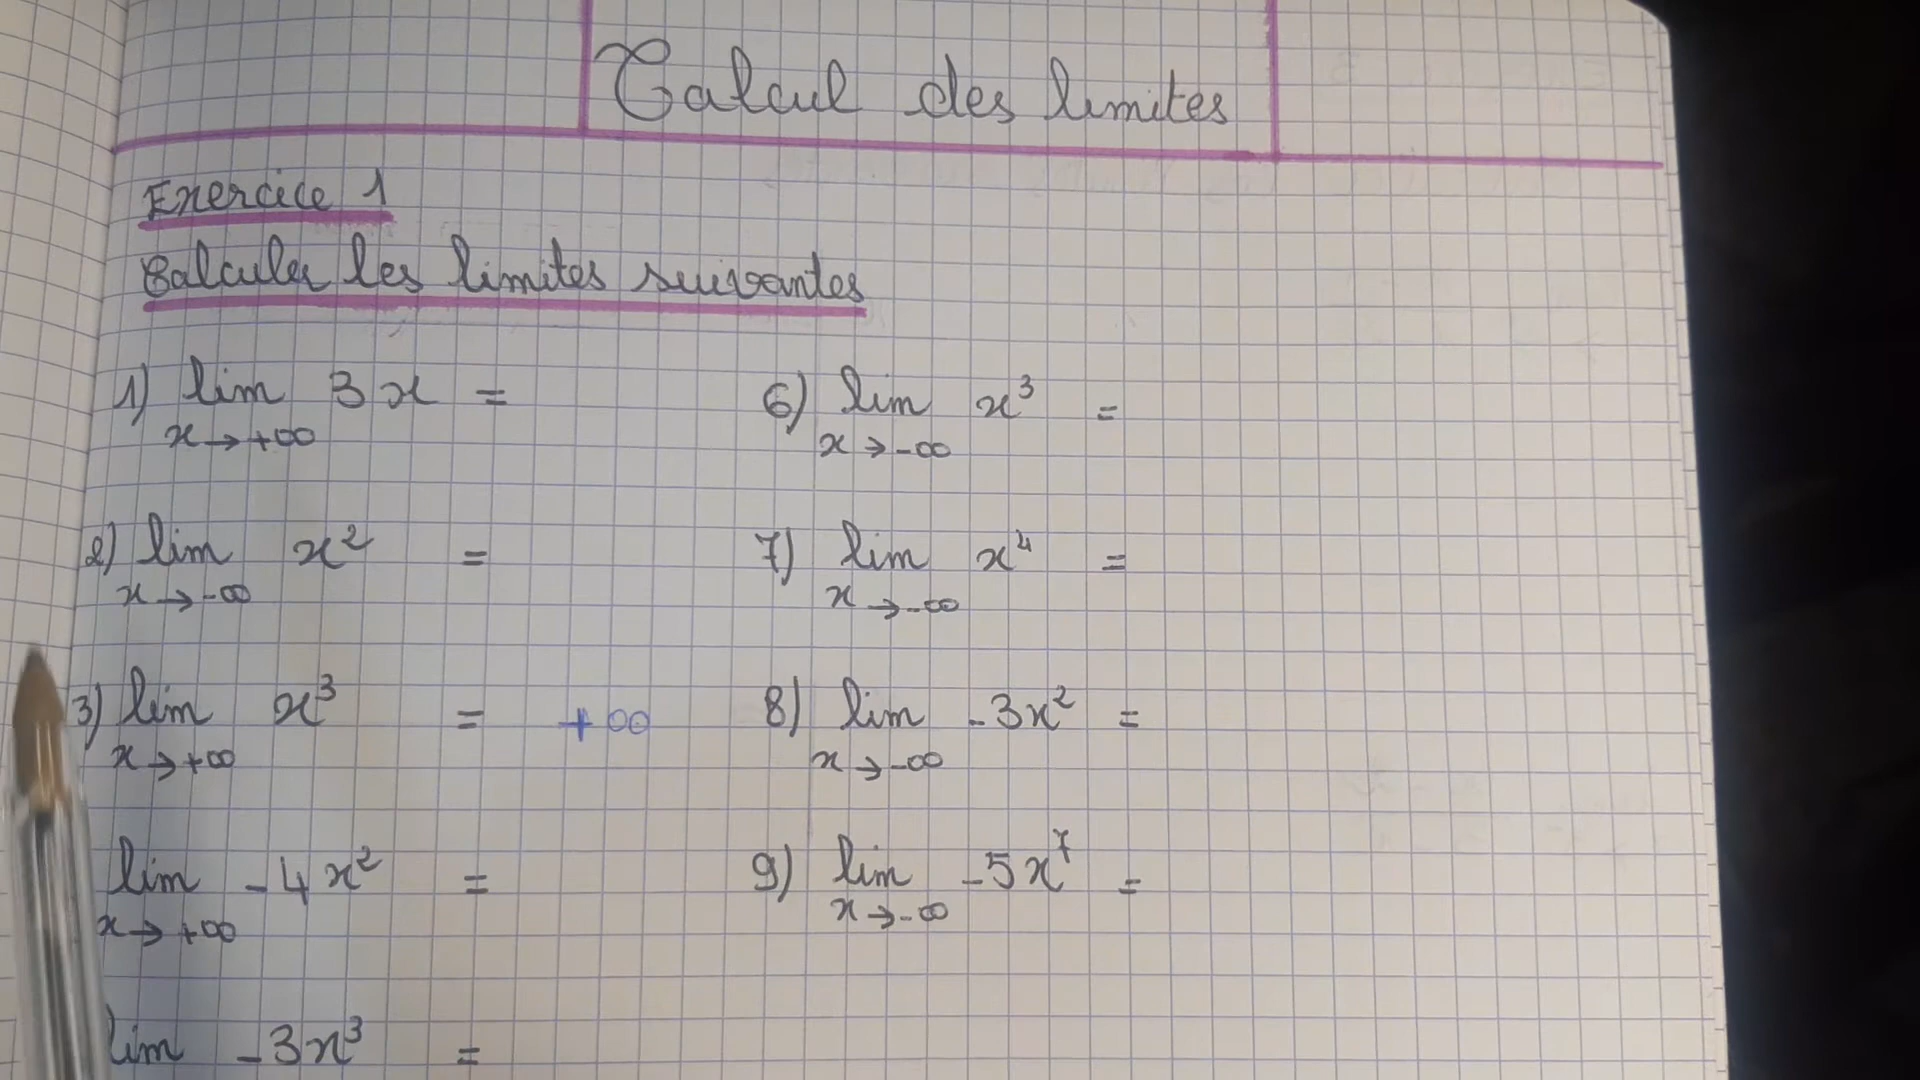 Calcul des limites
Exercice 1
Calculer les limites suivantes
1) lim 3x =
x → +∞
2) lim x² =
x → -∞
3) lim x³ = +∞
x → +∞
lim -4x² =
x → +∞
lim -3x³ =
6) lim x³ =
x → -∞
7) lim x⁴ =
x → -∞
8) lim -3x² =
x → -∞
9) lim -5x⁷ =
x → -∞